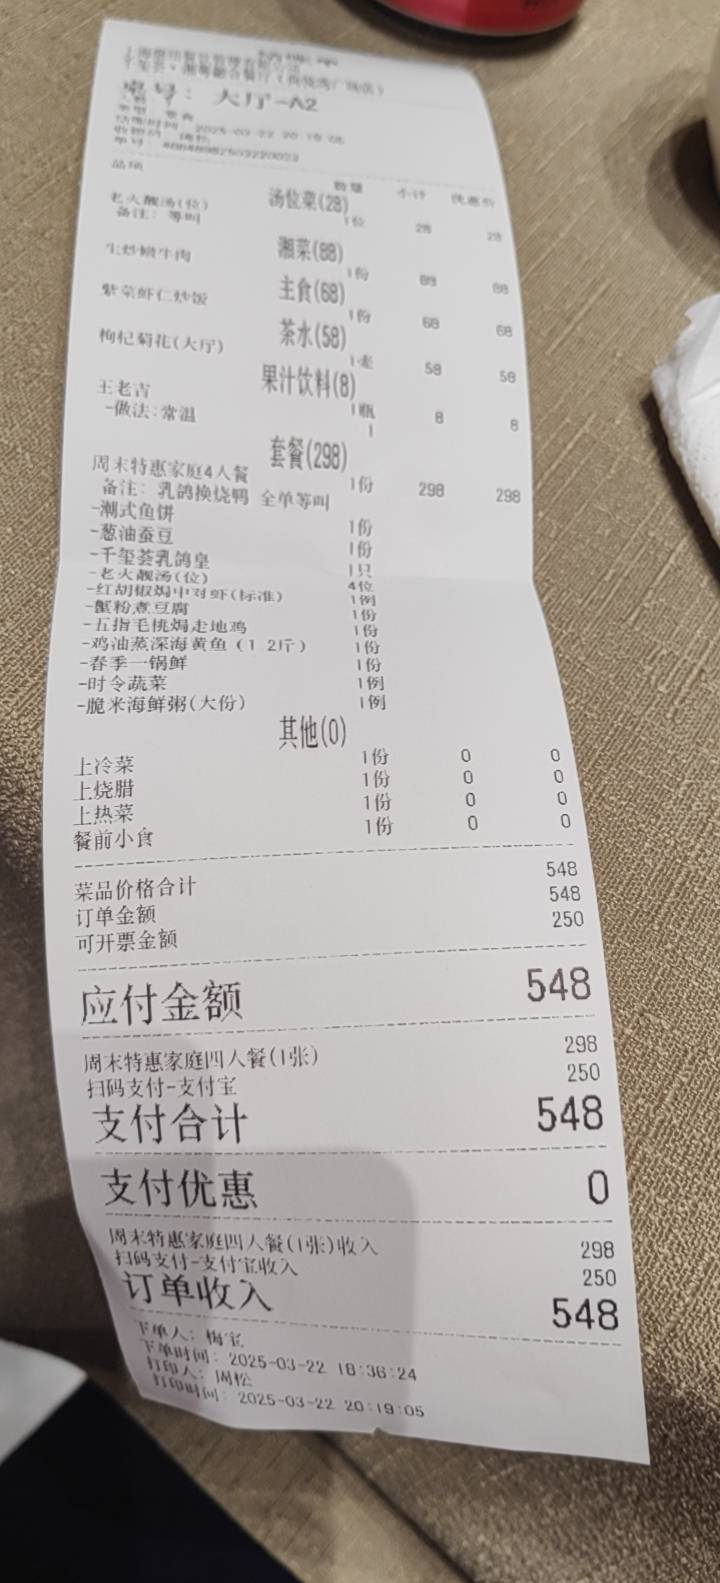 桌号: 大厅-A2
品项 数量 小计 优惠价
汤位菜(28)
老火靓汤(位) 1位 28 28
备注: 等叫
湘菜(88)
牛肉 1份 88 88
主食(68)
紫菜虾仁炒饭 1份 68 68
茶水(58)
枸杞菊花(大厅) 1壶 58 58
果汁饮料(8)
王老吉 1瓶 8 8
-做法:常温 1
套餐(298)
周末特惠家庭4人餐 1份 298 298
备注: 乳鸽换烧鸭 全单等叫
-潮式鱼饼 1份
-葱油蚕豆 1份
-千玺荟乳鸽皇 1只
-老火靓汤(位) 4位
-红胡椒焗中对虾(标准) 1例
-蟹粉煮豆腐 1份
-五指毛桃焗走地鸡 1份
-鸡油蒸深海黄鱼(1 2斤) 1份
-春季一锅鲜 1份
-时令蔬菜 1例
-脆米海鲜粥(大份) 1例
其他(0)
上冷菜 1份 0 0
上烧腊 1份 0 0
上热菜 1份 0 0
餐前小食 1份 0 0
菜品价格合计 548
订单金额 548
可开票金额 250
应付金额 548
周末特惠家庭四人餐(1张) 298
扫码支付-支付宝 250
支付合计 548
支付优惠 0
周末特惠家庭四人餐(1张)收入 298
扫码支付-支付宝收入 250
订单收入 548
下单人: 梅宝
下单时间: 2025-03-22 18:36:24
打印人: 周松
打印时间: 2025-03-22 20:19:05